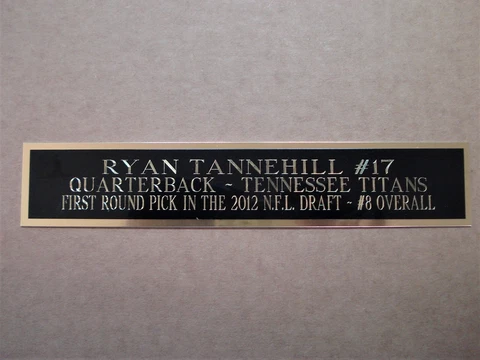 RYAN TANNEHILL #17
QUARTERBACK ~ TENNESSEE TITANS
FIRST ROUND PICK IN THE 2012 N.F.L. DRAFT ~ #8 OVERALL